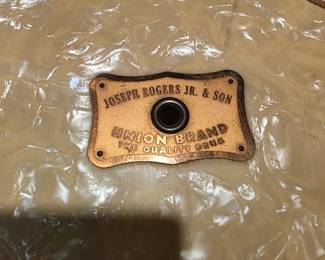 JOSEPH ROGERS JR. & SON
UNION BRAND
THE QUALITY DRUM